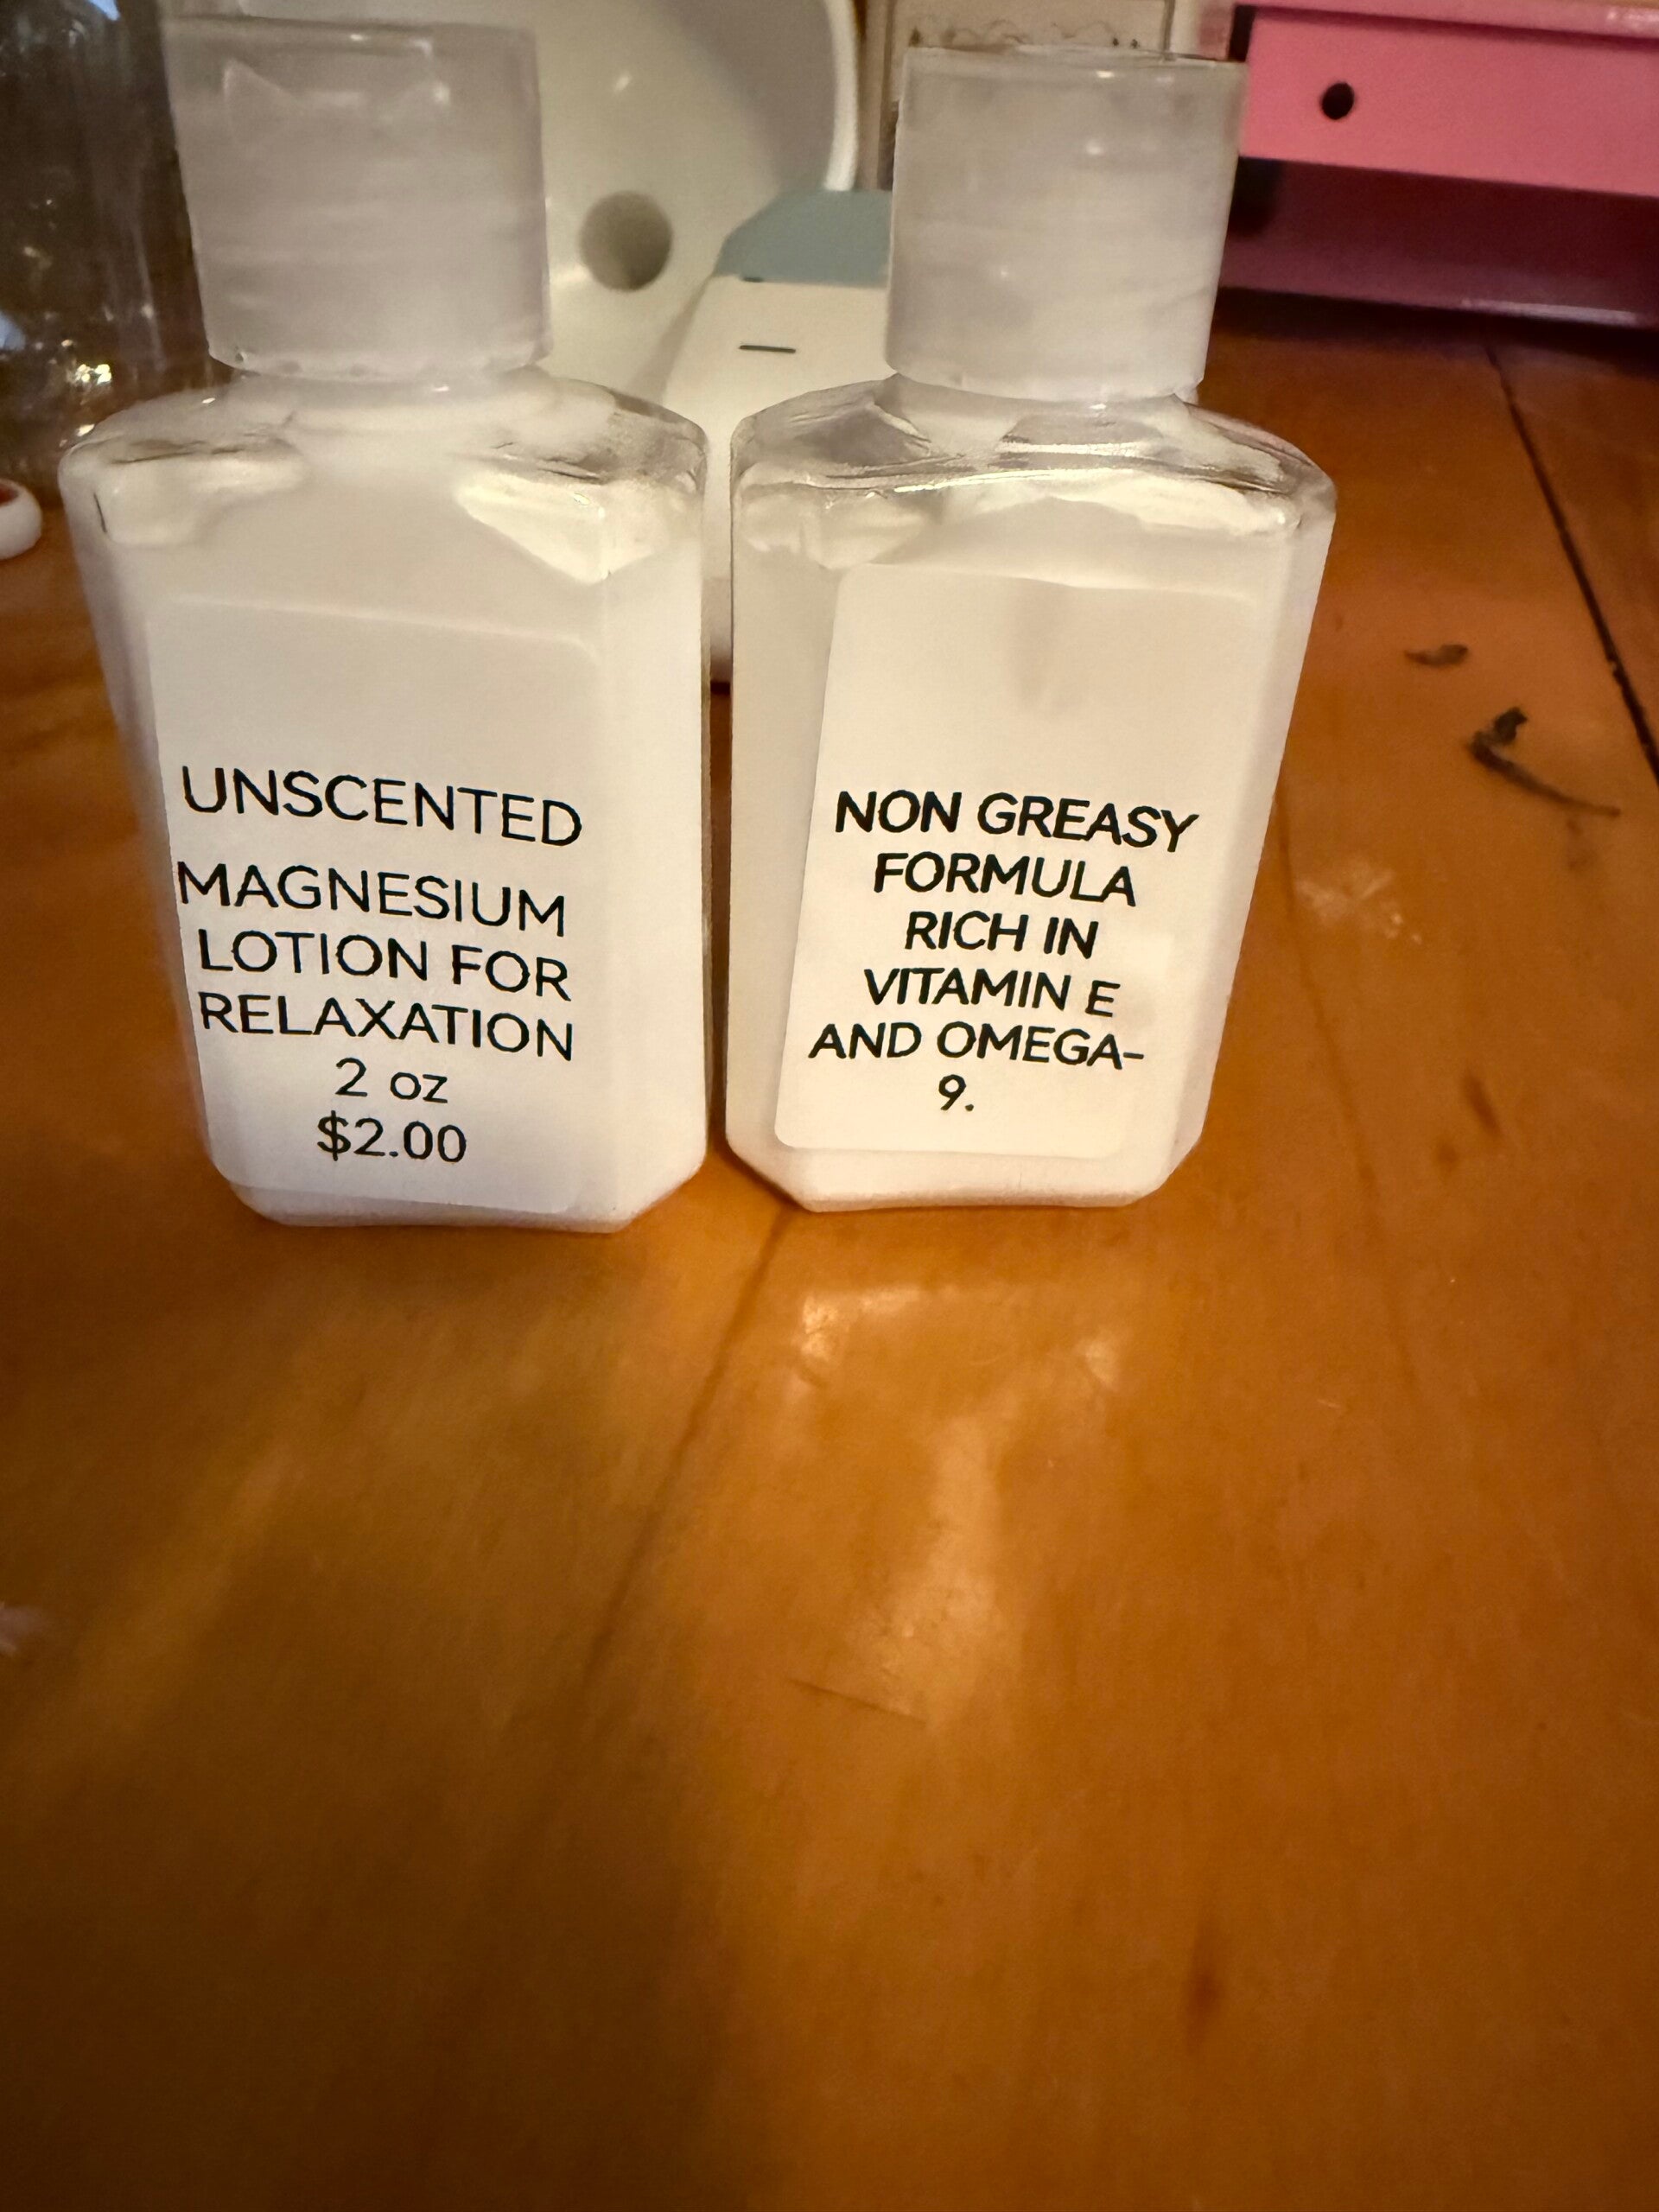 UNSCENTED
MAGNESIUM
LOTION FOR
RELAXATION
2 oz
$2.00
NON GREASY
FORMULA
RICH IN
VITAMIN E
AND OMEGA-
9.